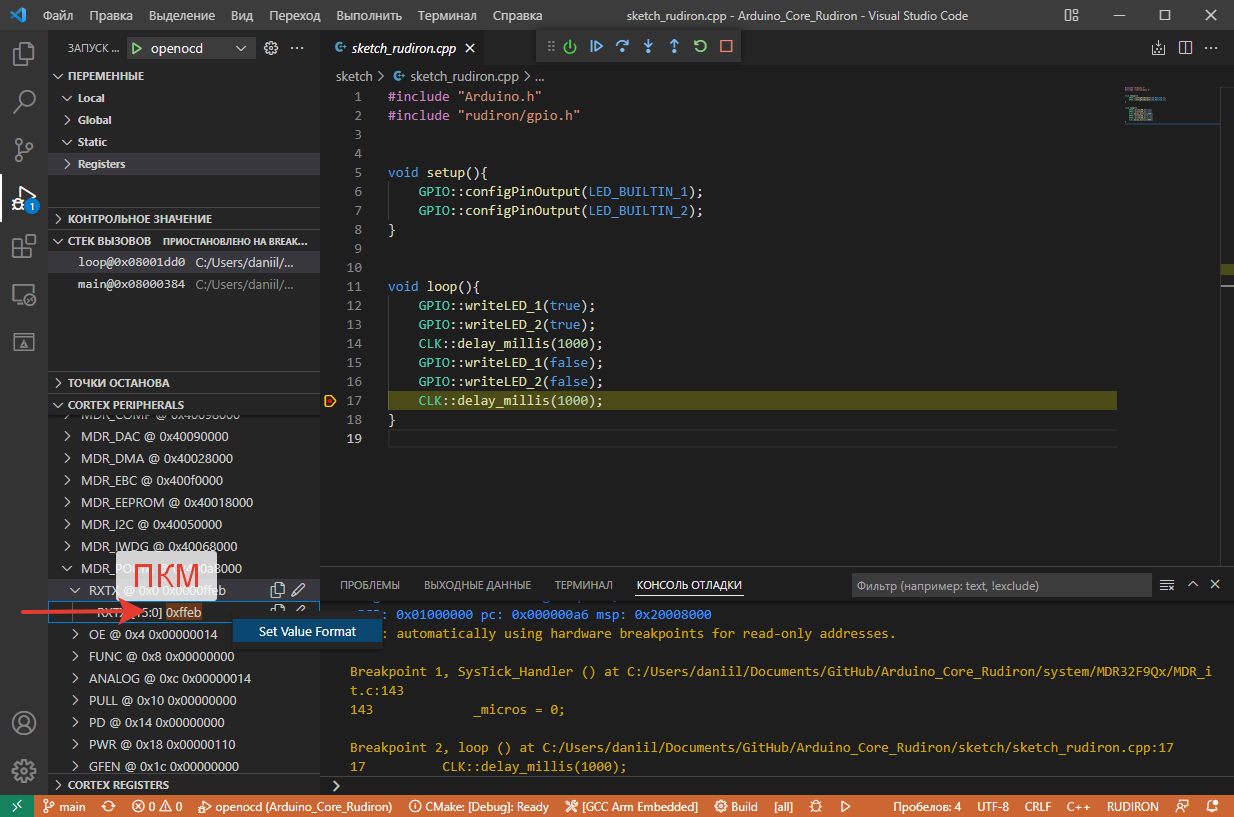 Файл Правка Выделение Вид Переход Выполнить Терминал Справка sketch_rudiron.cpp - Arduino_Core_Rudiron - Visual Studio Code
ЗАПУСК ... openocd
ПЕРЕМЕННЫЕ
Local
Global
Static
Registers
КОНТРОЛЬНОЕ ЗНАЧЕНИЕ
СТЕК ВЫЗОВОВ ПРИОСТАНОВЛЕНО НА BREAK...
loop@0x08001dd0 C:/Users/daniil/...
main@0x08000384 C:/Users/daniil/...
ТОЧКИ ОСТАНОВА
CORTEX PERIPHERALS
MDR_COMP @ 0x40098000
MDR_DAC @ 0x40090000
MDR_DMA @ 0x40028000
MDR_EBC @ 0x400f0000
MDR_EEPROM @ 0x40018000
MDR_I2C @ 0x40050000
MDR_IWDG @ 0x40068000
ПКМ
RXTX @ 0x0 0x0000ffeb
RXTX [15:0] 0xffeb
Set Value Format
OE @ 0x4 0x00000014
FUNC @ 0x8 0x00000000
ANALOG @ 0xc 0x00000014
PULL @ 0x10 0x00000000
PD @ 0x14 0x00000000
PWR @ 0x18 0x00000110
GFEN @ 0x1c 0x00000000
CORTEX REGISTERS
1
sketch_rudiron.cpp
sketch > sketch_rudiron.cpp > ...
1 #include "Arduino.h"
2 #include "rudiron/gpio.h"
3
4
5 void setup(){
6 GPIO::configPinOutput(LED_BUILTIN_1);
7 GPIO::configPinOutput(LED_BUILTIN_2);
8 }
9
10
11 void loop(){
12 GPIO::writeLED_1(true);
13 GPIO::writeLED_2(true);
14 CLK::delay_millis(1000);
15 GPIO::writeLED_1(false);
16 GPIO::writeLED_2(false);
17 CLK::delay_millis(1000);
18 }
19
ПРОБЛЕМЫ ВЫХОДНЫЕ ДАННЫЕ ТЕРМИНАЛ КОНСОЛЬ ОТЛАДКИ Фильтр (например: text, !exclude)
0x01000000 pc: 0x000000a6 msp: 0x20008000
: automatically using hardware breakpoints for read-only addresses.
Breakpoint 1, SysTick_Handler () at C:/Users/daniil/Documents/GitHub/Arduino_Core_Rudiron/system/MDR32F9Qx/MDR_i
t.c:143
143 _micros = 0;
Breakpoint 2, loop () at C:/Users/daniil/Documents/GitHub/Arduino_Core_Rudiron/sketch/sketch_rudiron.cpp:17
17 CLK::delay_millis(1000);
main 0 0 openocd (Arduino_Core_Rudiron) CMake: [Debug]: Ready [GCC Arm Embedded] Build [all] Пробелов: 4 UTF-8 CRLF C++ RUDIRON